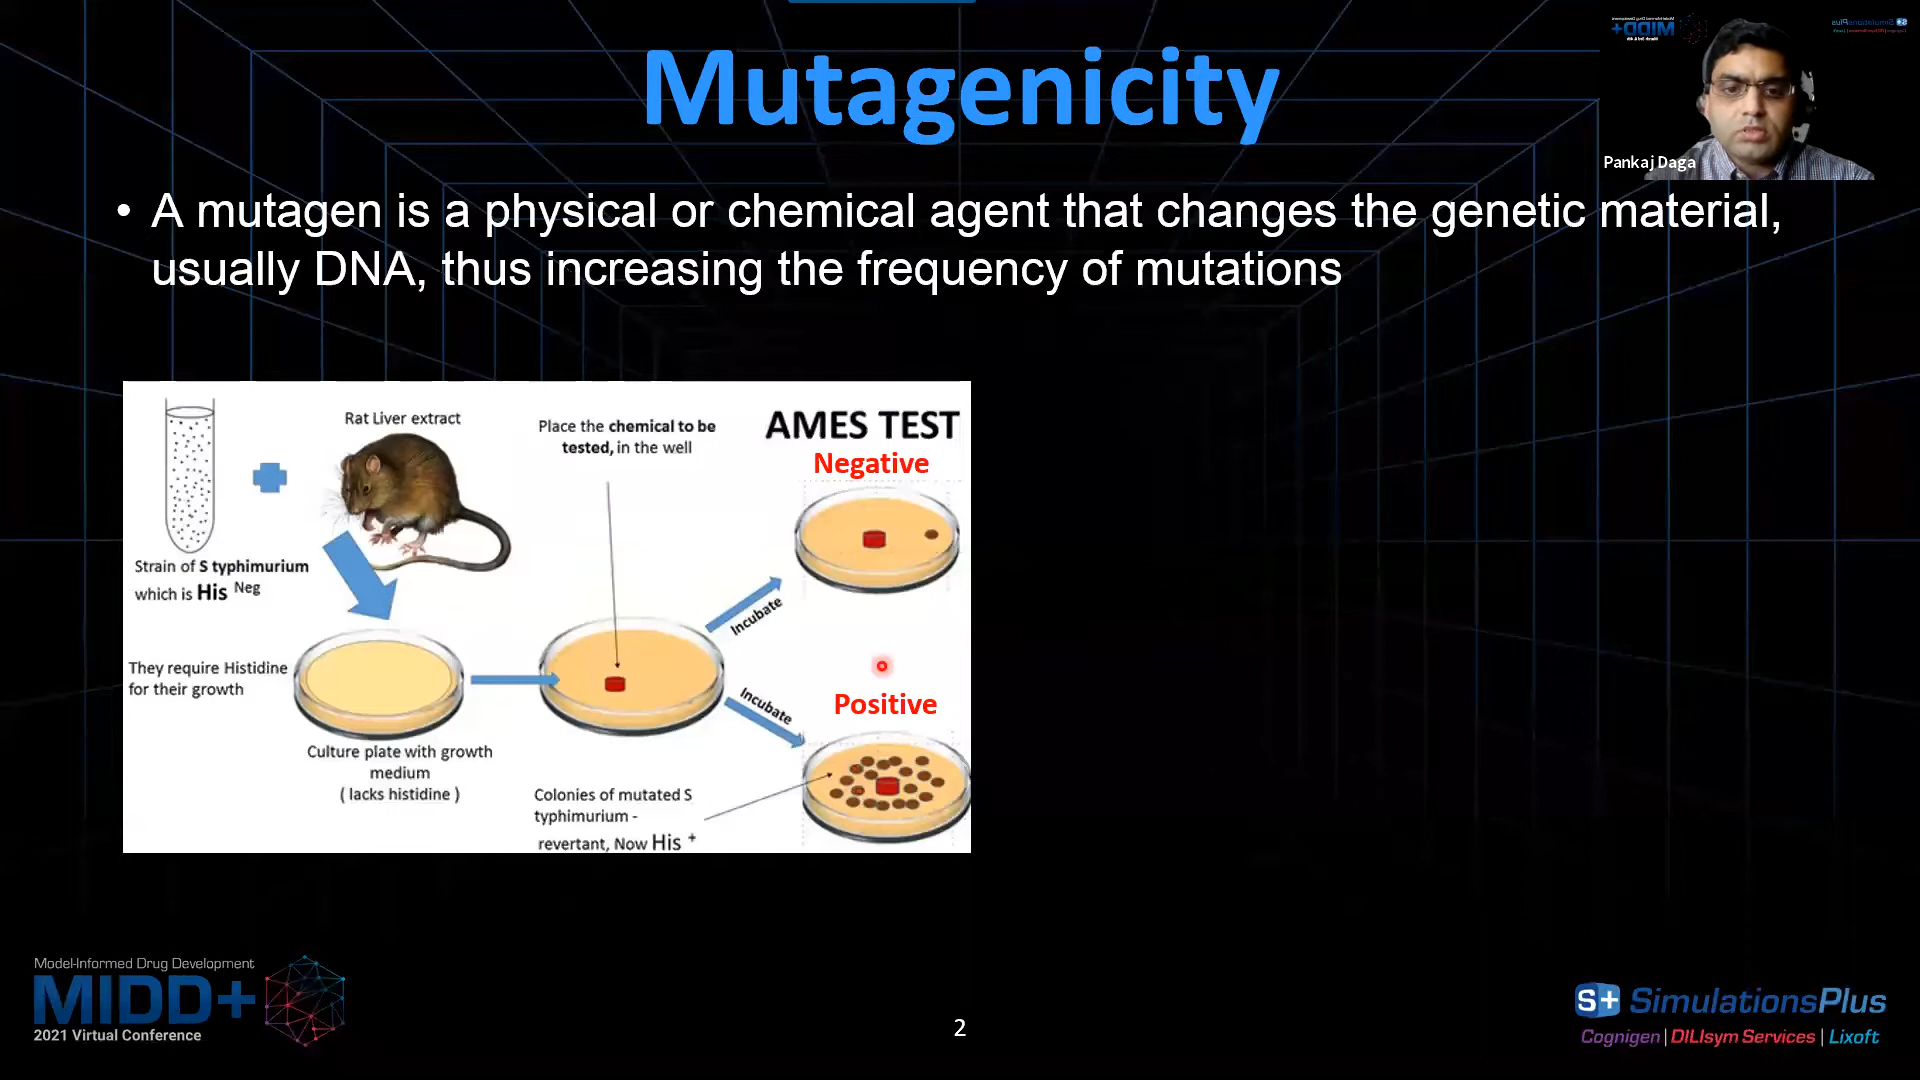 Mutagenicity
Pankaj Daga
• A mutagen is a physical or chemical agent that changes the genetic material,
usually DNA, thus increasing the frequency of mutations
Rat Liver extract
Strain of S typhimurium
which is His Neg
They require Histidine
for their growth
Culture plate with growth
medium
( lacks histidine )
Place the chemical to be
tested, in the well
AMES TEST
Negative
Incubate
Incubate
Positive
Colonies of mutated S
typhimurium -
revertant, Now His +
Model-Informed Drug Development
MIDD+
2021 Virtual Conference
2
S+ SimulationsPlus
Cognigen | DILIsym Services | Lixoft